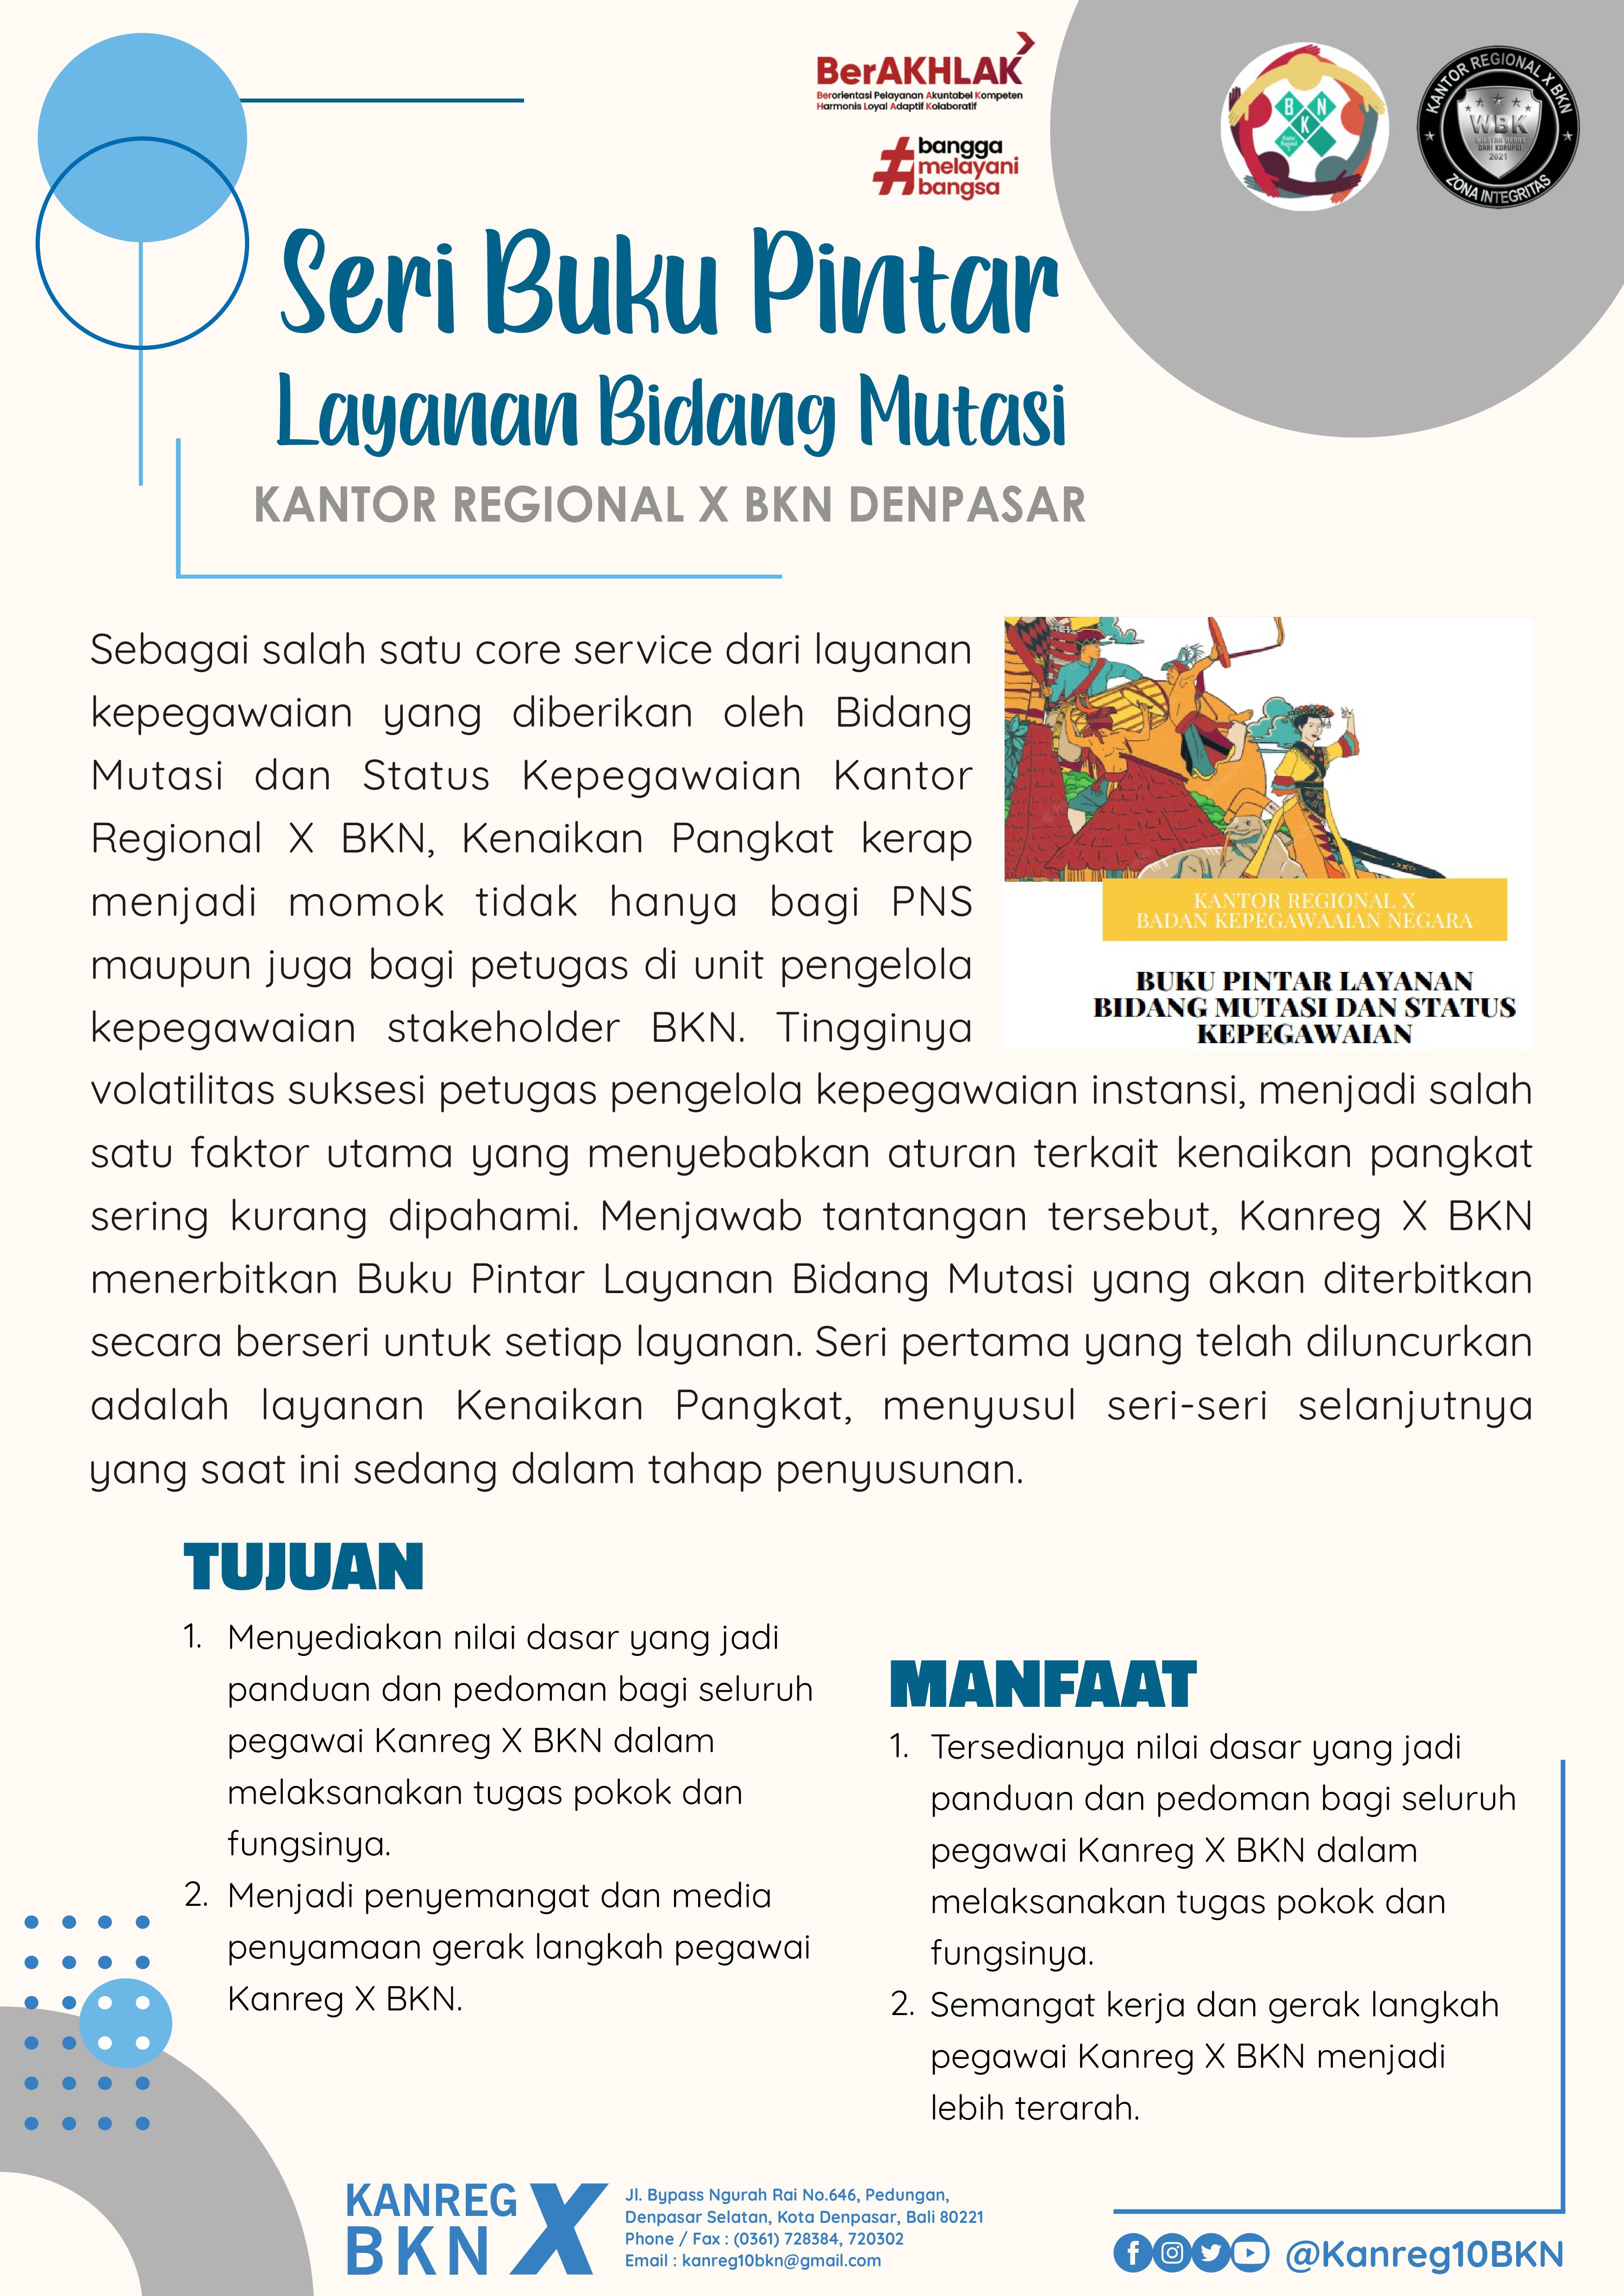 BerAKHLAK
Berorientasi Pelayanan Akuntabel Kompeten
Harmonis Loyal Adaptif Kolaboratif
#bangga
melayani
bangsa
B N
K
Kantor
Regional
KANTOR REGIONAL X BKN
WBK
WILAYAH BEBAS
DARI KORUPSI
2021
ZONA INTEGRITAS
Seri Buku Pintar
Layanan Bidang Mutasi
KANTOR REGIONAL X BKN DENPASAR
Sebagai salah satu core service dari layanan
kepegawaian yang diberikan oleh Bidang
Mutasi dan Status Kepegawaian Kantor
Regional X BKN, Kenaikan Pangkat kerap
menjadi momok tidak hanya bagi PNS
maupun juga bagi petugas di unit pengelola
kepegawaian stakeholder BKN. Tingginya
volatilitas suksesi petugas pengelola kepegawaian instansi, menjadi salah
satu faktor utama yang menyebabkan aturan terkait kenaikan pangkat
sering kurang dipahami. Menjawab tantangan tersebut, Kanreg X BKN
menerbitkan Buku Pintar Layanan Bidang Mutasi yang akan diterbitkan
secara berseri untuk setiap layanan. Seri pertama yang telah diluncurkan
adalah layanan Kenaikan Pangkat, menyusul seri-seri selanjutnya
yang saat ini sedang dalam tahap penyusunan.
KANTOR REGIONAL X
BADAN KEPEGAWAAIAN NEGARA
BUKU PINTAR LAYANAN
BIDANG MUTASI DAN STATUS
KEPEGAWAIAN
TUJUAN
1. Menyediakan nilai dasar yang jadi
panduan dan pedoman bagi seluruh
pegawai Kanreg X BKN dalam
melaksanakan tugas pokok dan
fungsinya.
2. Menjadi penyemangat dan media
penyamaan gerak langkah pegawai
Kanreg X BKN.
MANFAAT
1. Tersedianya nilai dasar yang jadi
panduan dan pedoman bagi seluruh
pegawai Kanreg X BKN dalam
melaksanakan tugas pokok dan
fungsinya.
2. Semangat kerja dan gerak langkah
pegawai Kanreg X BKN menjadi
lebih terarah.
KANREG
BKN X
Jl. Bypass Ngurah Rai No.646, Pedungan,
Denpasar Selatan, Kota Denpasar, Bali 80221
Phone / Fax : (0361) 728384, 720302
Email : kanreg10bkn@gmail.com
@Kanreg10BKN